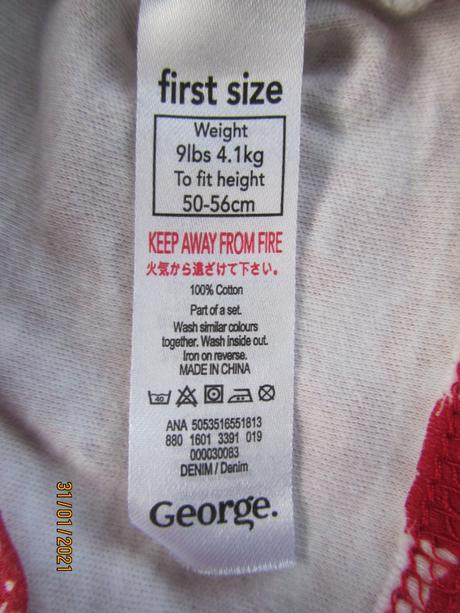 first size
Weight
9lbs 4.1kg
To fit height
50-56cm
KEEP AWAY FROM FIRE
火気から遠ざけて下さい。
100% Cotton
Part of a set.
Wash similar colours
together. Wash inside out.
Iron on reverse.
MADE IN CHINA
40
ANA 5053516551813
880 1601 3391 019
000030083
DENIM / Denim
George.
31/01/2021